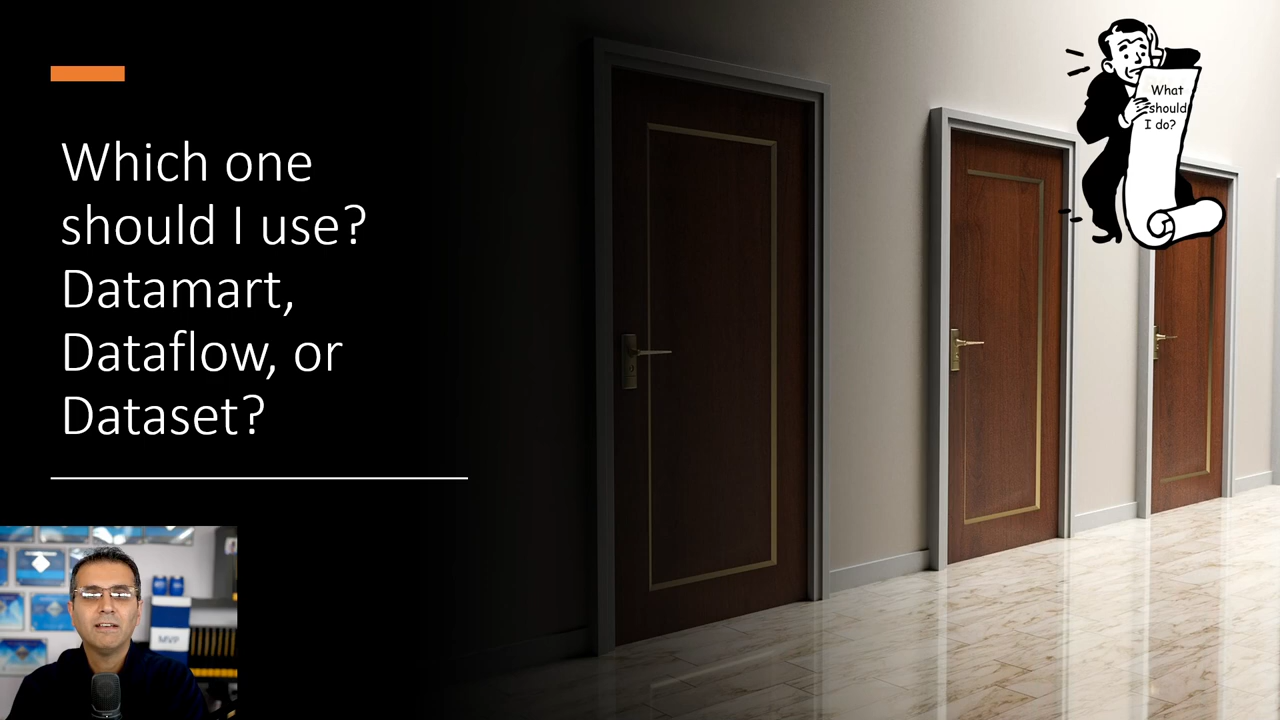 Which one
should I use?
Datamart,
Dataflow, or
Dataset?
What
should
I do?
MVP